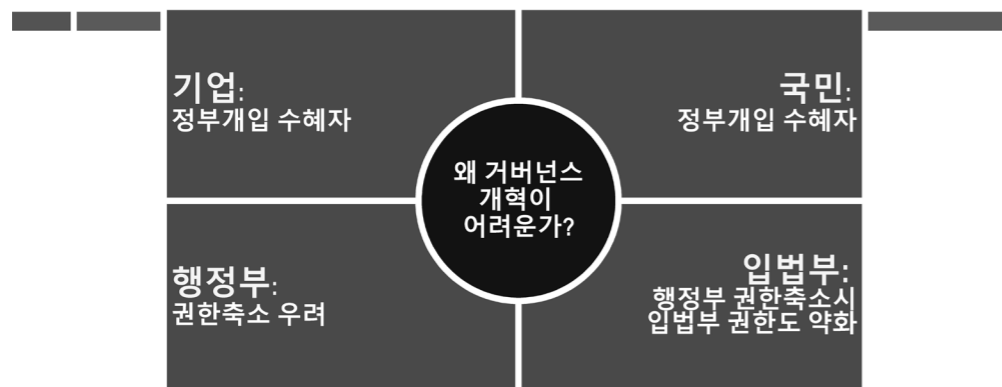 기업:
정부개입 수혜자
국민:
정부개입 수혜자
왜 거버넌스
개혁이
어려운가?
행정부:
권한축소 우려
입법부:
행정부 권한축소시
입법부 권한도 약화